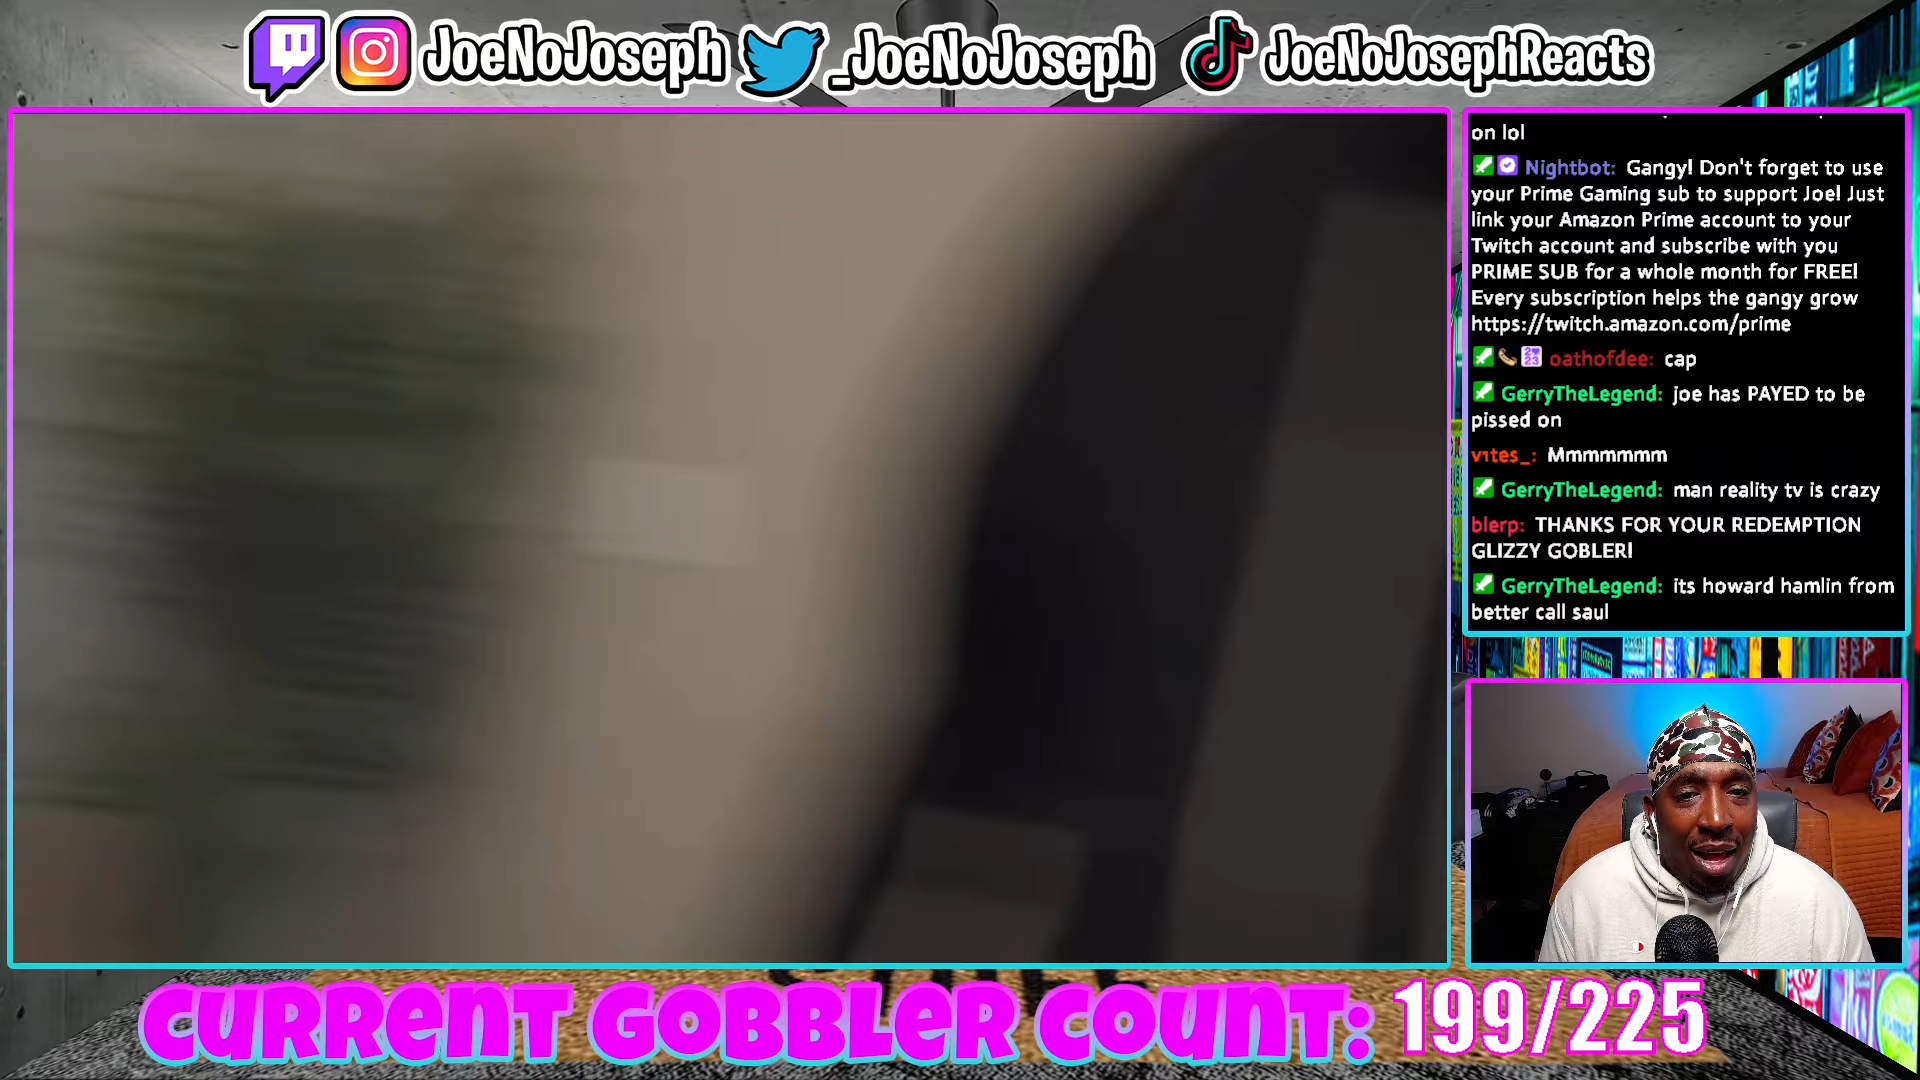 JoeNoJoseph _JoeNoJoseph JoeNoJosephReacts
on lol
Nightbot: Gangy! Don't forget to use
your Prime Gaming sub to support Joe! Just
link your Amazon Prime account to your
Twitch account and subscribe with you
PRIME SUB for a whole month for FREE!
Every subscription helps the gangy grow
https://twitch.amazon.com/prime
oathofdee: cap
GerryTheLegend: joe has PAYED to be
pissed on
v1tes_: Mmmmmmm
GerryTheLegend: man reality tv is crazy
blerp: THANKS FOR YOUR REDEMPTION
GLIZZY GOBLER!
GerryTheLegend: its howard hamlin from
better call saul
CURRENT GOBBLER COUNT: 199/225